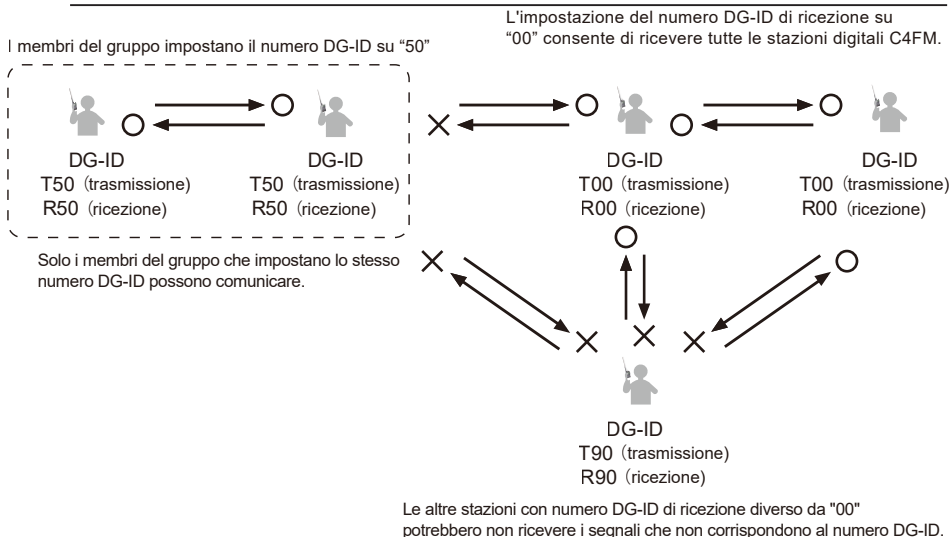 L'impostazione del numero DG-ID di ricezione su
“00” consente di ricevere tutte le stazioni digitali C4FM.
I membri del gruppo impostano il numero DG-ID su “50”
DG-ID
T50 (trasmissione)
R50 (ricezione)
DG-ID
T50 (trasmissione)
R50 (ricezione)
DG-ID
T00 (trasmissione)
R00 (ricezione)
DG-ID
T00 (trasmissione)
R00 (ricezione)
Solo i membri del gruppo che impostano lo stesso
numero DG-ID possono comunicare.
DG-ID
T90 (trasmissione)
R90 (ricezione)
Le altre stazioni con numero DG-ID di ricezione diverso da "00"
potrebbero non ricevere i segnali che non corrispondono al numero DG-ID.